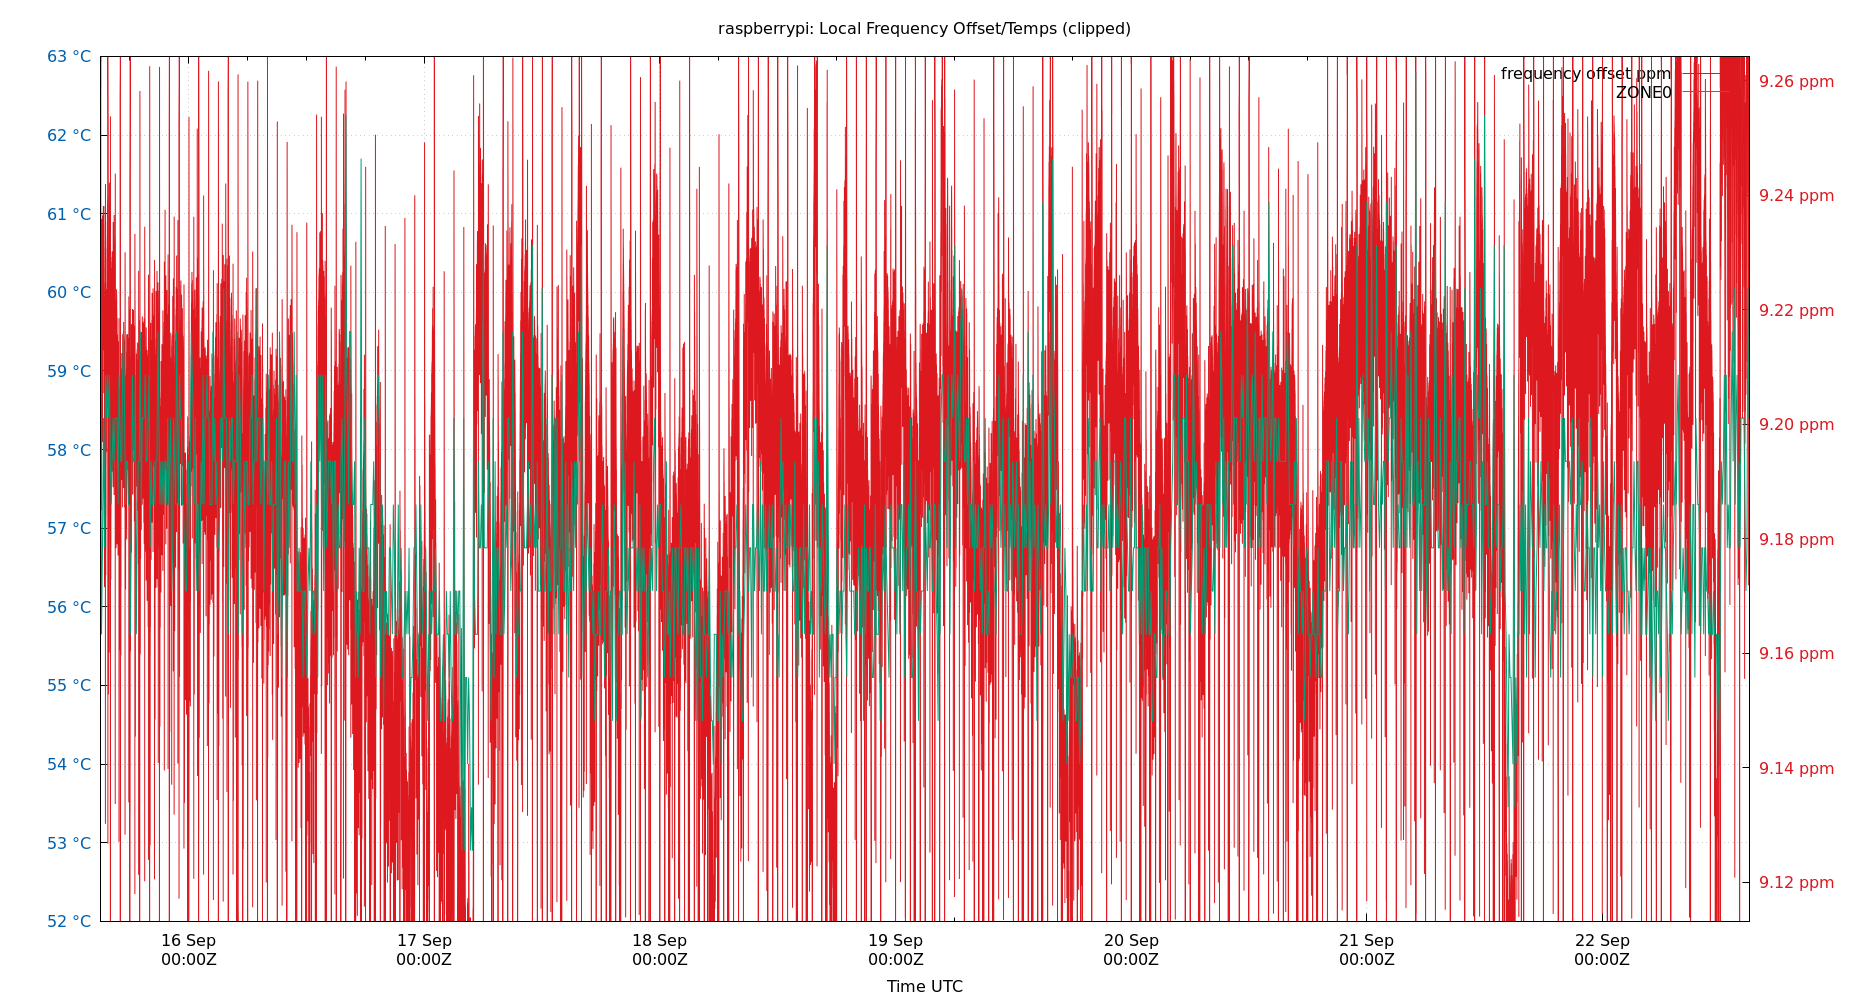 raspberrypi: Local Frequency Offset/Temps (clipped)
63 °C
62 °C
61 °C
60 °C
59 °C
58 °C
57 °C
56 °C
55 °C
54 °C
53 °C
52 °C
frequency offset ppm
ZONE0
9.26 ppm
9.24 ppm
9.22 ppm
9.20 ppm
9.18 ppm
9.16 ppm
9.14 ppm
9.12 ppm
16 Sep 17 Sep 18 Sep 19 Sep 20 Sep 21 Sep 22 Sep
00:00Z 00:00Z 00:00Z 00:00Z 00:00Z 00:00Z 00:00Z
Time UTC